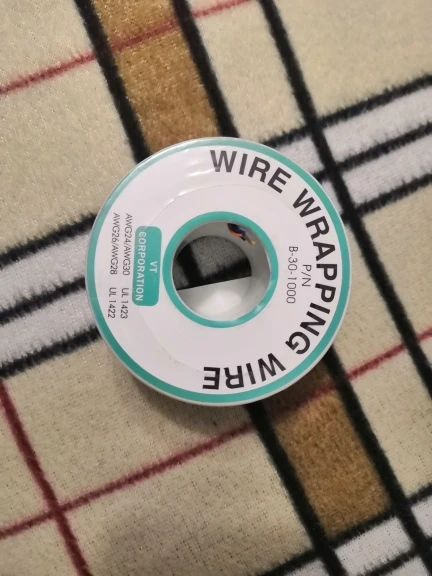 WIRE WRAPPING WIRE
P/N
B-30-1000
VT
CORPORATION
AWG24/AWG30 UL 1423
AWG26/AWG28 UL 1422